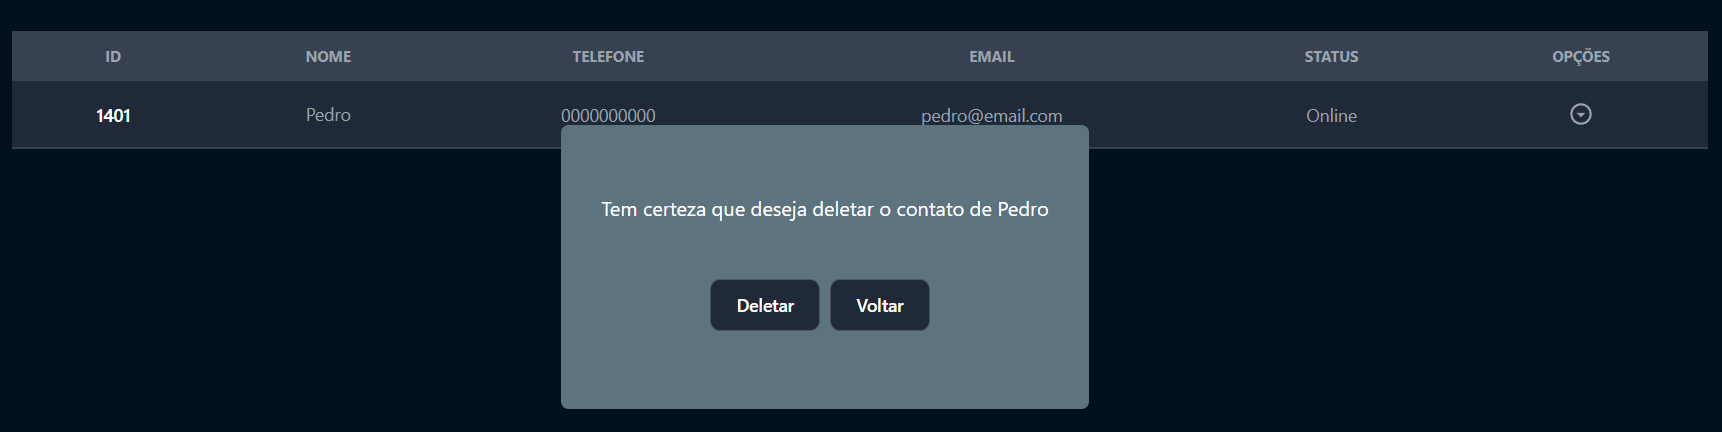 ID NOME TELEFONE EMAIL STATUS OPÇÕES
1401 Pedro 0000000000 pedro@email.com Online
Tem certeza que deseja deletar o contato de Pedro
Deletar Voltar